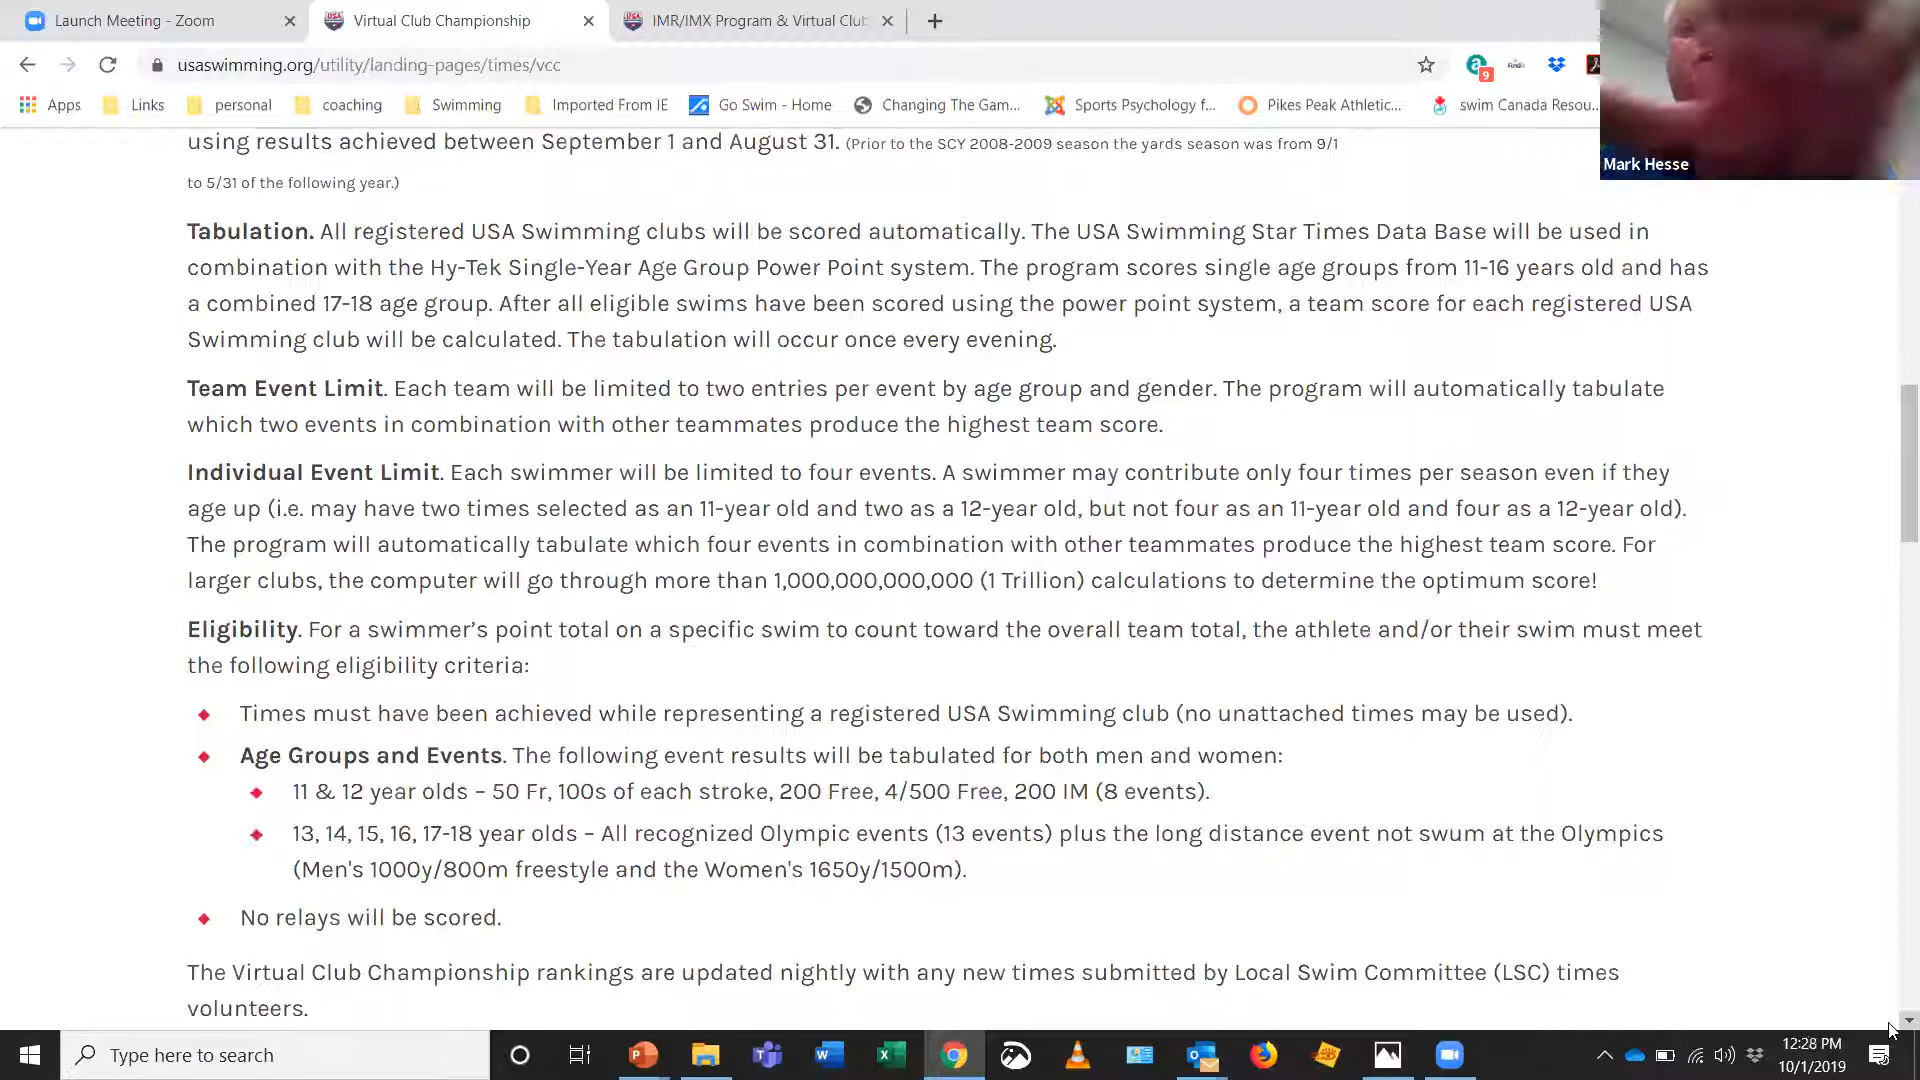 Launch Meeting - Zoom
Virtual Club Championship
IMR/IMX Program & Virtual Clu
usaswimming.org/utility/landing-pages/times/vcc
9
Apps
Links
personal
coaching
Swimming
Imported From IE
Go Swim - Home
Changing The Gam...
Sports Psychology f...
Pikes Peak Athletic...
swim Canada Resou...
Mark Hesse
using results achieved between September 1 and August 31. (Prior to the SCY 2008-2009 season the yards season was from 9/1
to 5/31 of the following year.)
Tabulation. All registered USA Swimming clubs will be scored automatically. The USA Swimming Star Times Data Base will be used in
combination with the Hy-Tek Single-Year Age Group Power Point system. The program scores single age groups from 11-16 years old and has
a combined 17-18 age group. After all eligible swims have been scored using the power point system, a team score for each registered USA
Swimming club will be calculated. The tabulation will occur once every evening.
Team Event Limit. Each team will be limited to two entries per event by age group and gender. The program will automatically tabulate
which two events in combination with other teammates produce the highest team score.
Individual Event Limit. Each swimmer will be limited to four events. A swimmer may contribute only four times per season even if they
age up (i.e. may have two times selected as an 11-year old and two as a 12-year old, but not four as an 11-year old and four as a 12-year old).
The program will automatically tabulate which four events in combination with other teammates produce the highest team score. For
larger clubs, the computer will go through more than 1,000,000,000,000 (1 Trillion) calculations to determine the optimum score!
Eligibility. For a swimmer's point total on a specific swim to count toward the overall team total, the athlete and/or their swim must meet
the following eligibility criteria:
Times must have been achieved while representing a registered USA Swimming club (no unattached times may be used).
Age Groups and Events. The following event results will be tabulated for both men and women:
11 & 12 year olds – 50 Fr, 100s of each stroke, 200 Free, 4/500 Free, 200 IM (8 events).
13, 14, 15, 16, 17-18 year olds – All recognized Olympic events (13 events) plus the long distance event not swum at the Olympics
(Men's 1000y/800m freestyle and the Women's 1650y/1500m).
No relays will be scored.
The Virtual Club Championship rankings are updated nightly with any new times submitted by Local Swim Committee (LSC) times
volunteers.
Type here to search
12:28 PM
10/1/2019